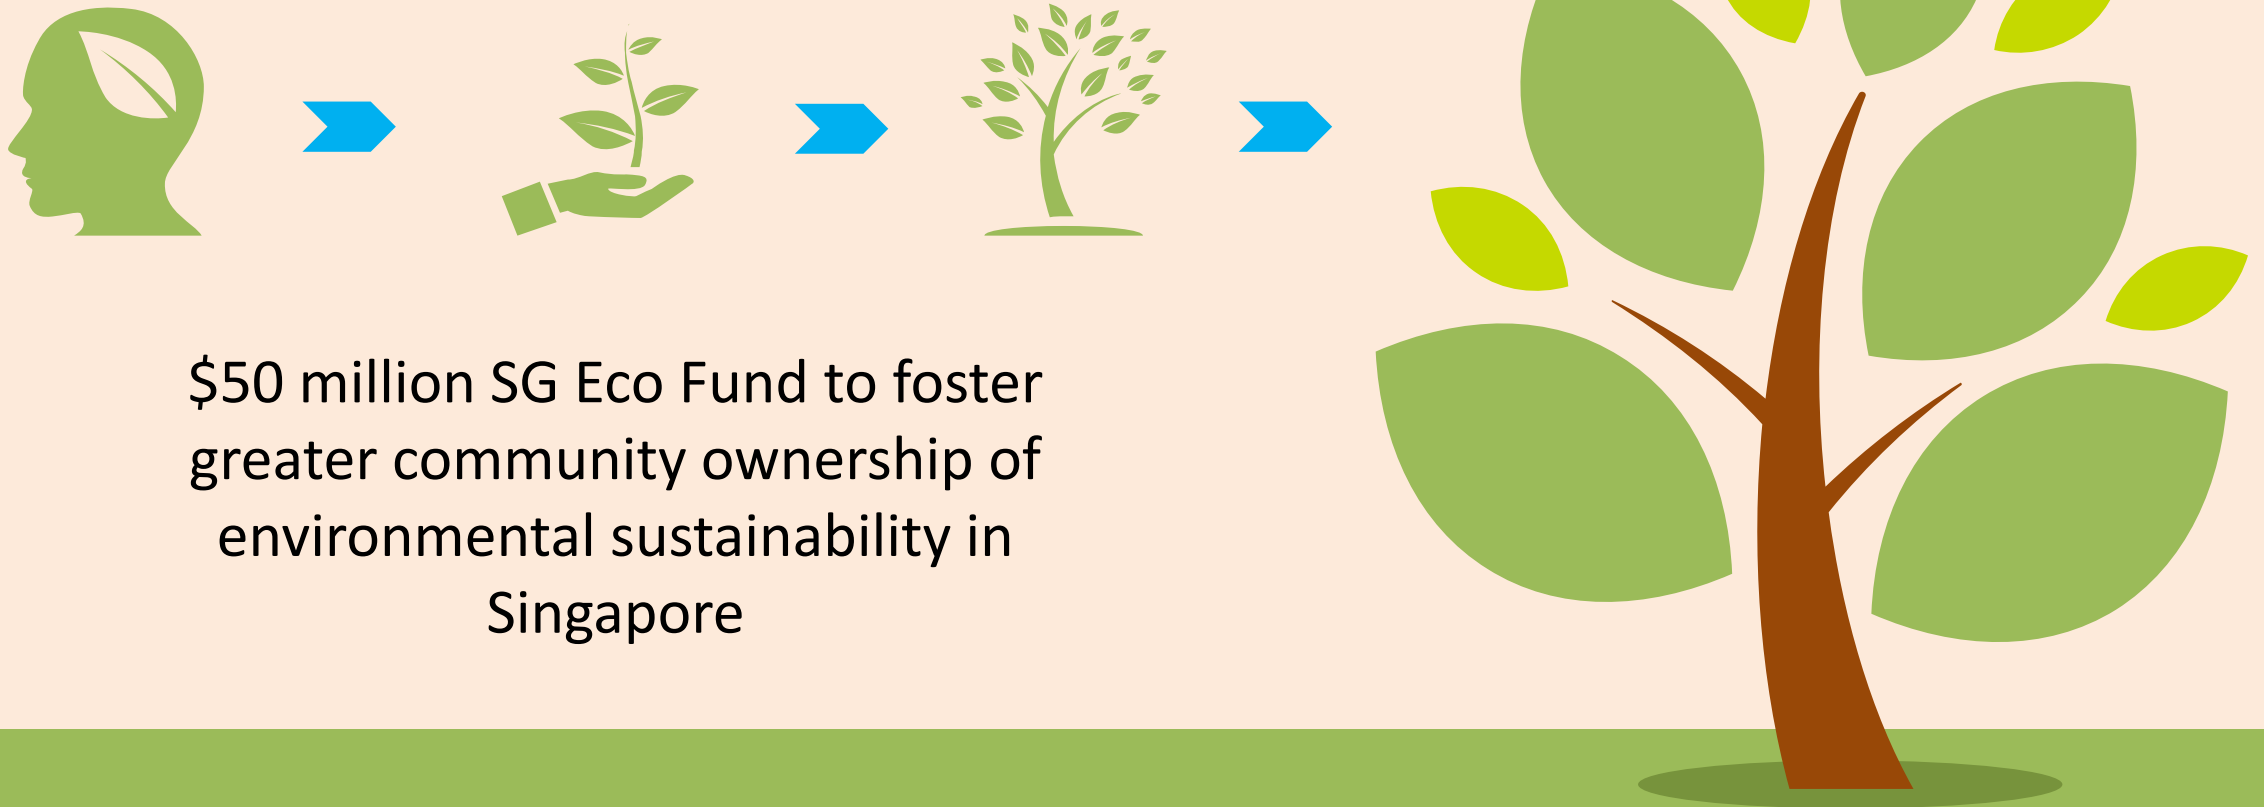 $50 million SG Eco Fund to foster
greater community ownership of
environmental sustainability in
Singapore